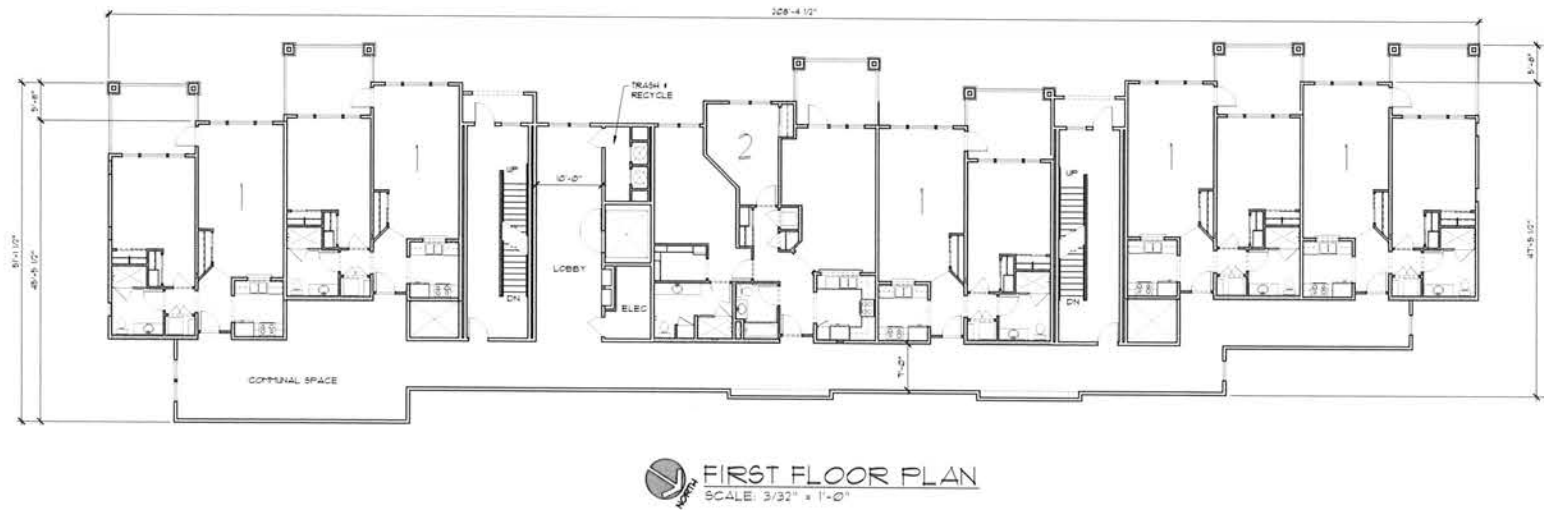 208'-4 1/2"
5'-8"
5'-8"
TRASH &
RECYCLE
2
1
1
1
1
1
UP
UP
10'-0"
51'-1 1/2"
45'-5 1/2"
47'-5 1/2"
LOBBY
DN
DN
ELEC
7'-0"
COMMUNAL SPACE
FIRST FLOOR PLAN
NORTH
SCALE: 3/32" = 1'-0"